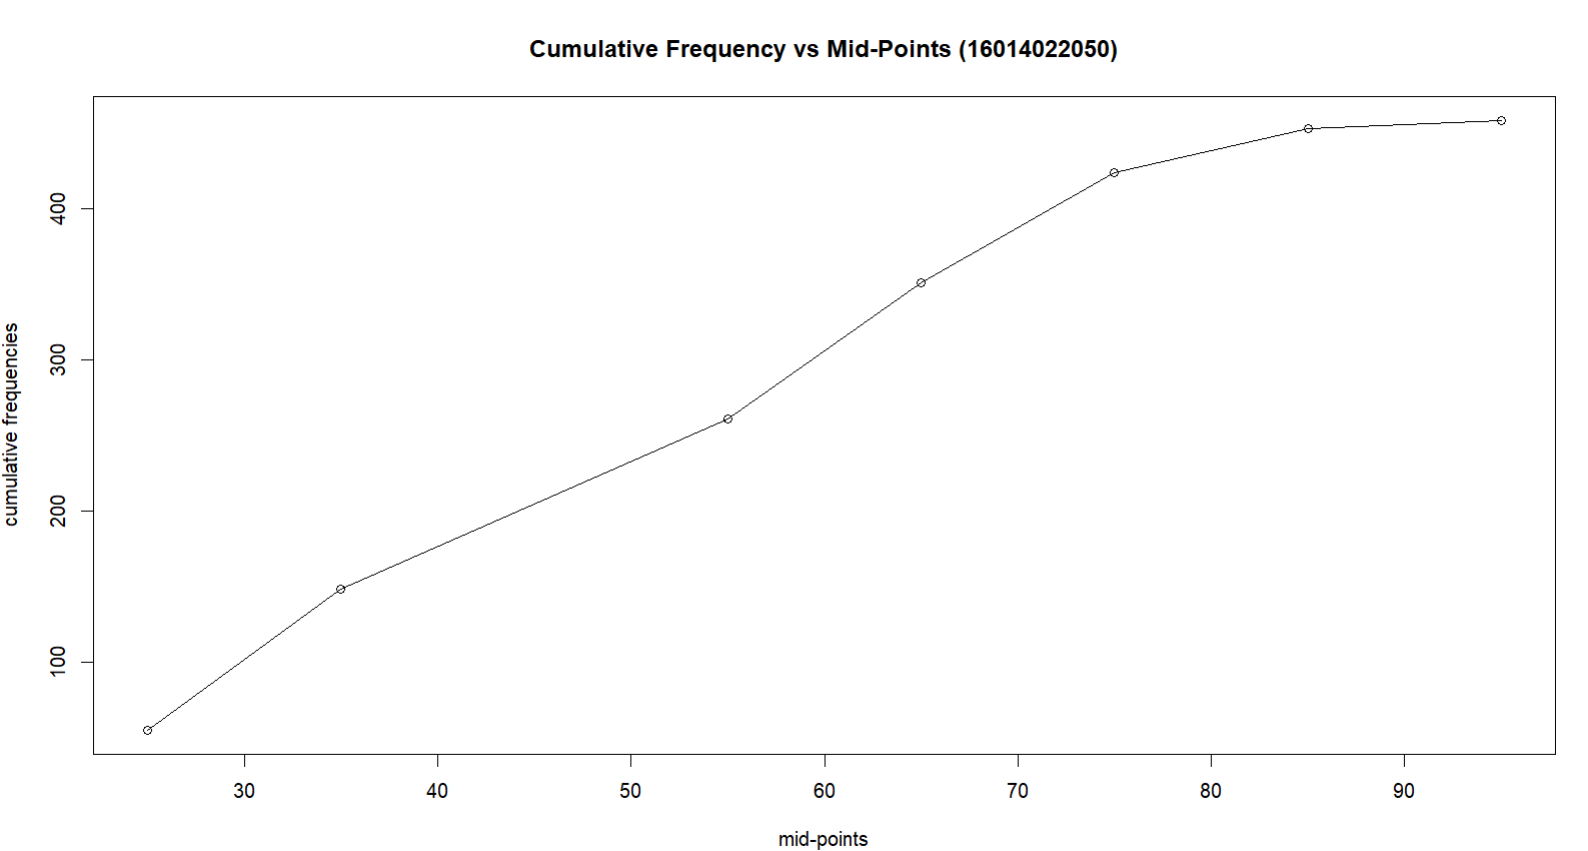 Cumulative Frequency vs Mid-Points (16014022050)
cumulative frequencies
400
300
200
100
30 40 50 60 70 80 90
mid-points